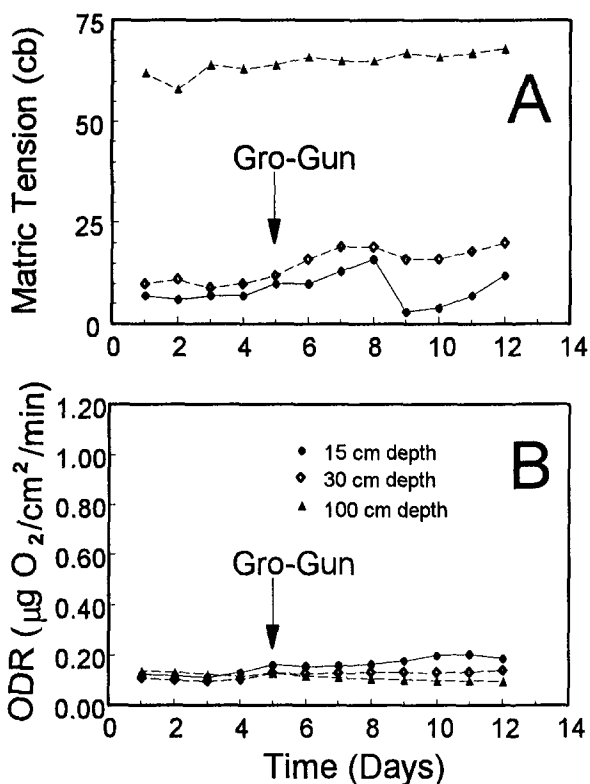 75
50
25
0
Matric Tension (cb)
A
Gro-Gun
0 2 4 6 8 10 12 14
1.20
1.00
0.80
0.60
0.40
0.20
0.00
ODR (µg O₂/cm²/min)
B
15 cm depth
30 cm depth
100 cm depth
Gro-Gun
0 2 4 6 8 10 12 14
Time (Days)